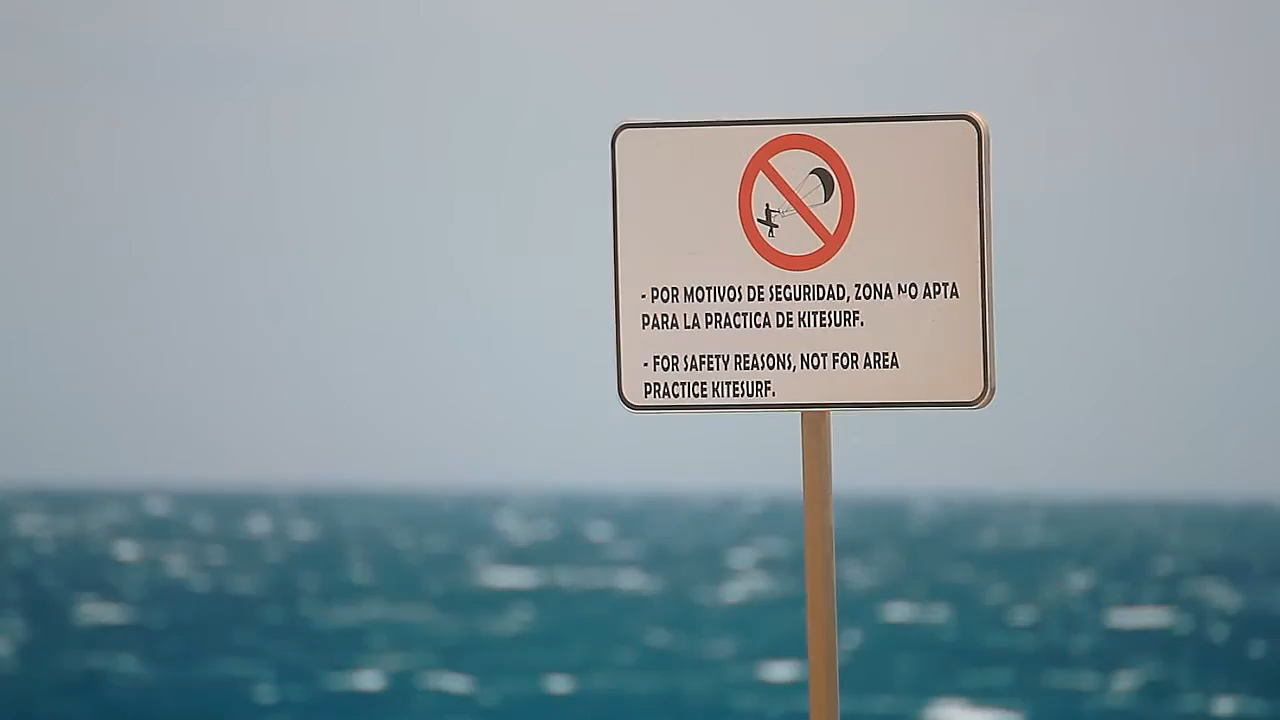 - POR MOTIVOS DE SEGURIDAD, ZONA NO APTA
PARA LA PRACTICA DE KITESURF.
- FOR SAFETY REASONS, NOT FOR AREA
PRACTICE KITESURF.